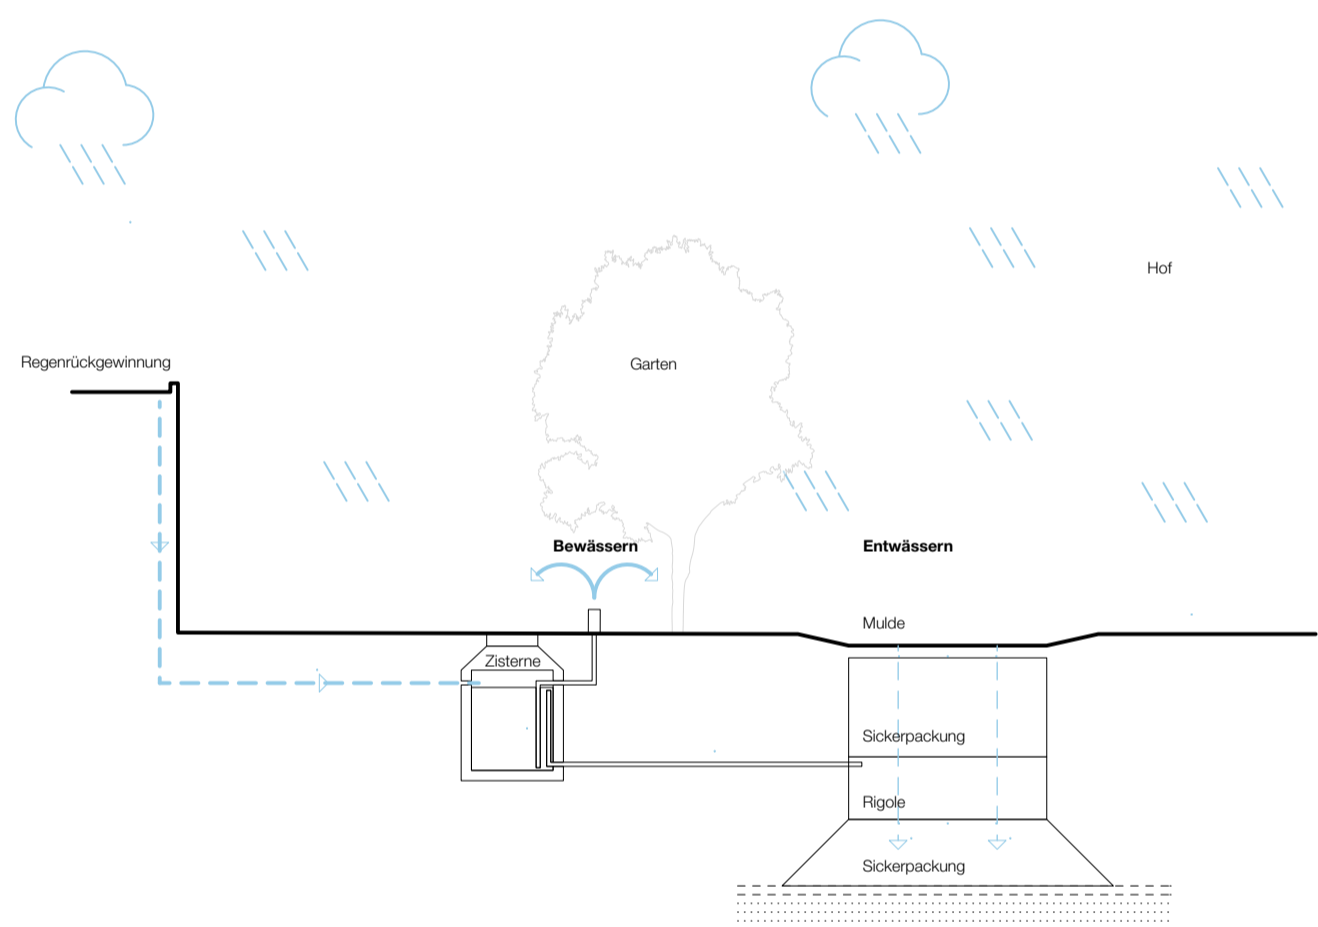 Hof
Regenrückgewinnung
Garten
Bewässern
Entwässern
Mulde
Zisterne
Sickerpackung
Rigole
Sickerpackung